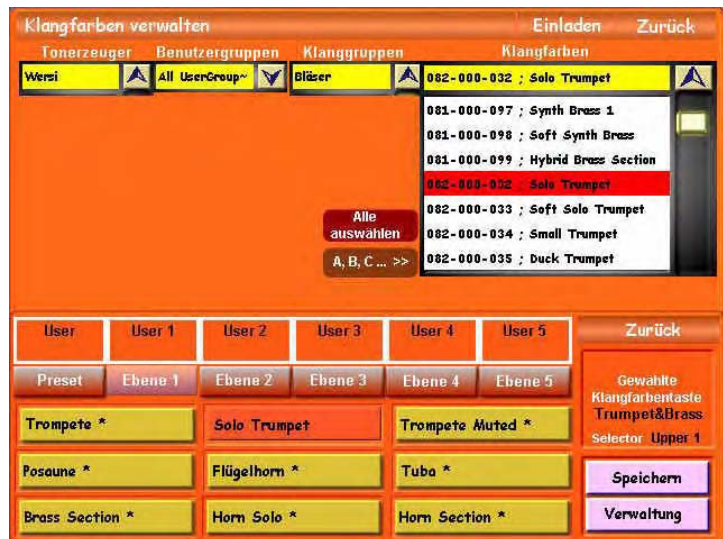 Klangfarben verwalten Einladen Zurück
Tonerzeuger Benutzergruppen Klanggruppen Klangfarben
Wersi All UserGroup~ Bläser 082-000-032 ; Solo Trumpet
081-000-097 ; Synth Brass 1
081-000-098 ; Soft Synth Brass
081-000-099 ; Hybrid Brass Section
082-000-032 ; Solo Trumpet
082-000-033 ; Soft Solo Trumpet
082-000-034 ; Small Trumpet
082-000-035 ; Duck Trumpet
Alle
auswählen
A, B, C ... >>
User User 1 User 2 User 3 User 4 User 5 Zurück
Preset Ebene 1 Ebene 2 Ebene 3 Ebene 4 Ebene 5
Gewählte
Klangfarbentaste
Trumpet&Brass
Selector Upper 1
Trompete * Solo Trumpet Trompete Muted *
Posaune * Flügelhorn * Tuba * Speichern
Brass Section * Horn Solo * Horn Section * Verwaltung